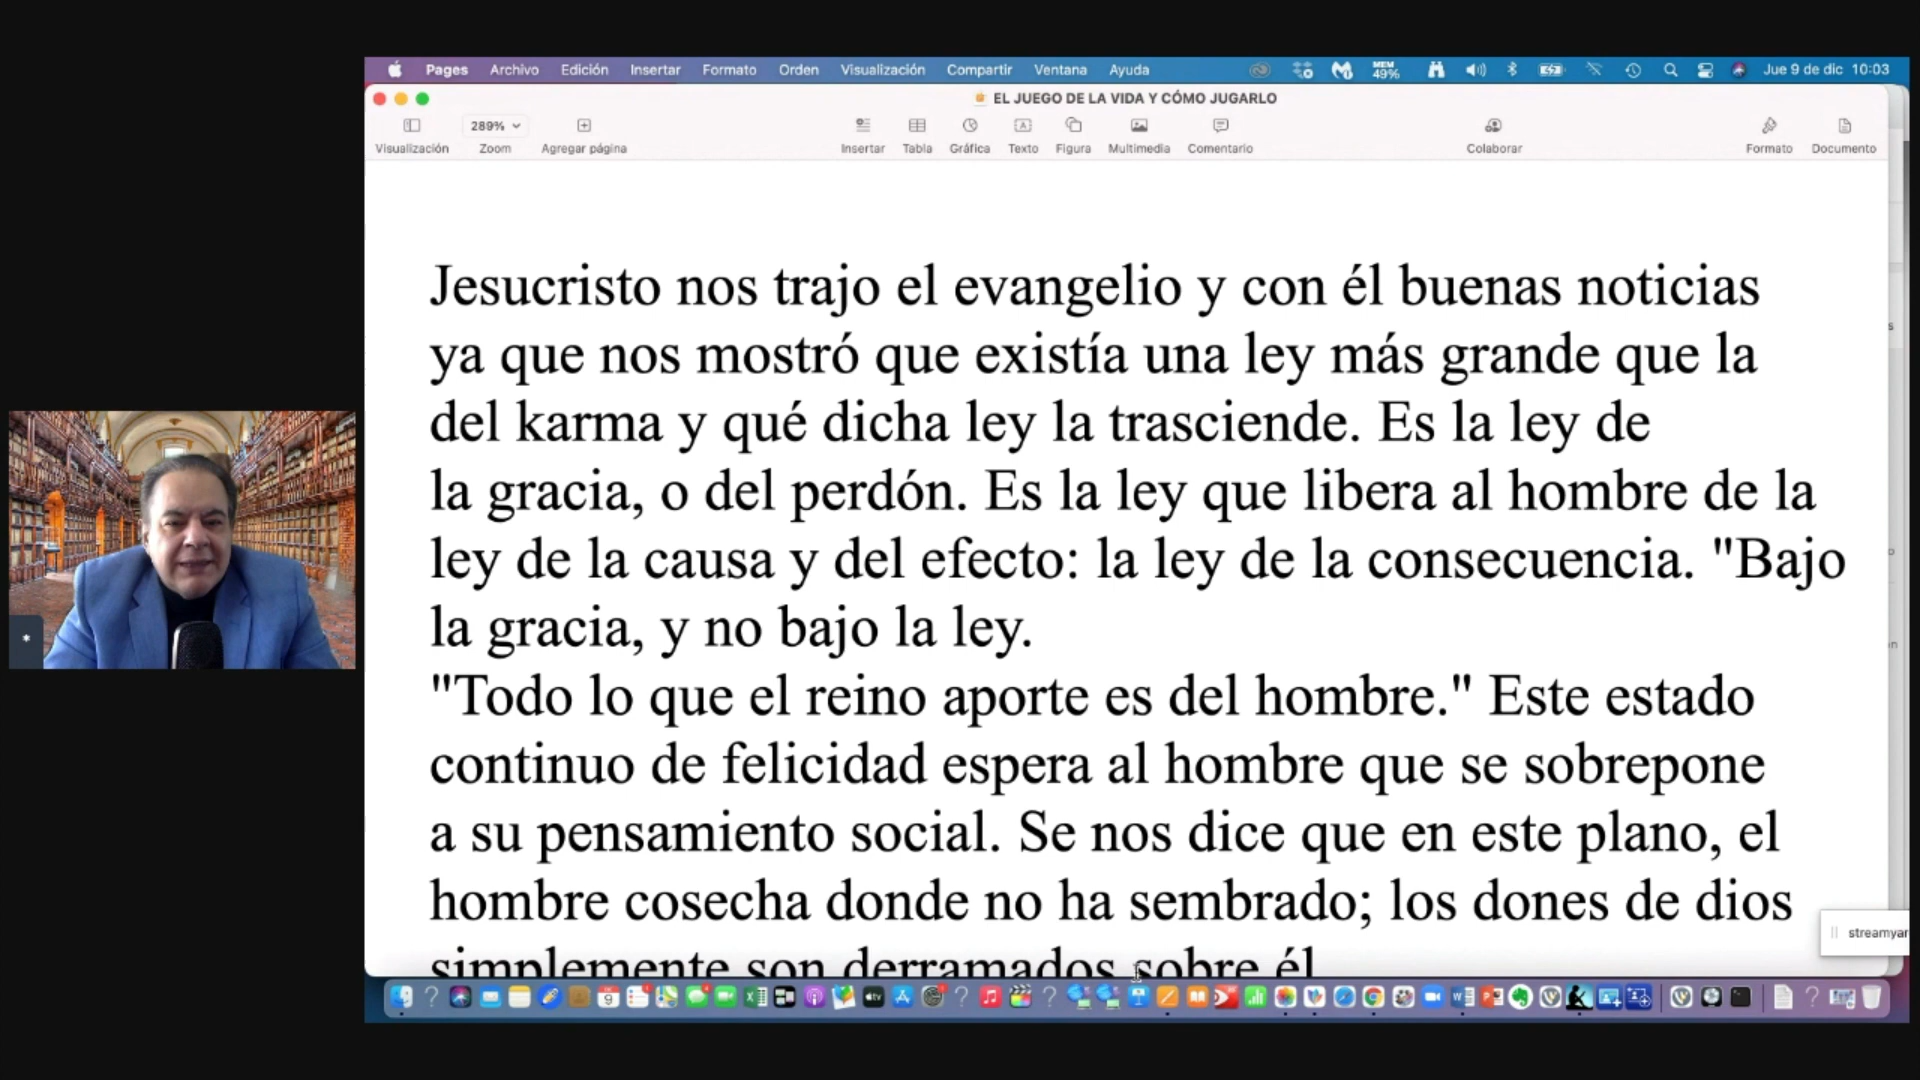 Pages Archivo Edición Insertar Formato Orden Visualización Compartir Ventana Ayuda MEM 49% Jue 9 de dic 10:03
EL JUEGO DE LA VIDA Y CÓMO JUGARLO
289%
Visualización Zoom Agregar página Insertar Tabla Gráfica Texto Figura Multimedia Comentario Colaborar Formato Documento
Jesucristo nos trajo el evangelio y con él buenas noticias
ya que nos mostró que existía una ley más grande que la
del karma y qué dicha ley la trasciende. Es la ley de
la gracia, o del perdón. Es la ley que libera al hombre de la
ley de la causa y del efecto: la ley de la consecuencia. "Bajo
la gracia, y no bajo la ley.
"Todo lo que el reino aporte es del hombre." Este estado
continuo de felicidad espera al hombre que se sobrepone
a su pensamiento social. Se nos dice que en este plano, el
hombre cosecha donde no ha sembrado; los dones de dios
simplemente son derramados sobre él
streamyar